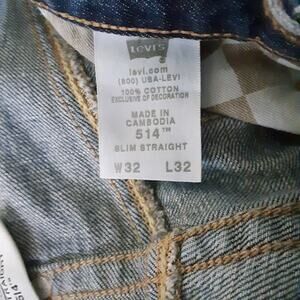 Levi's
levi.com
(800) USA-LEVI
100% COTTON
EXCLUSIVE OF DECORATION
MADE IN
CAMBODIA
514™
SLIM STRAIGHT
W32 L32
514™